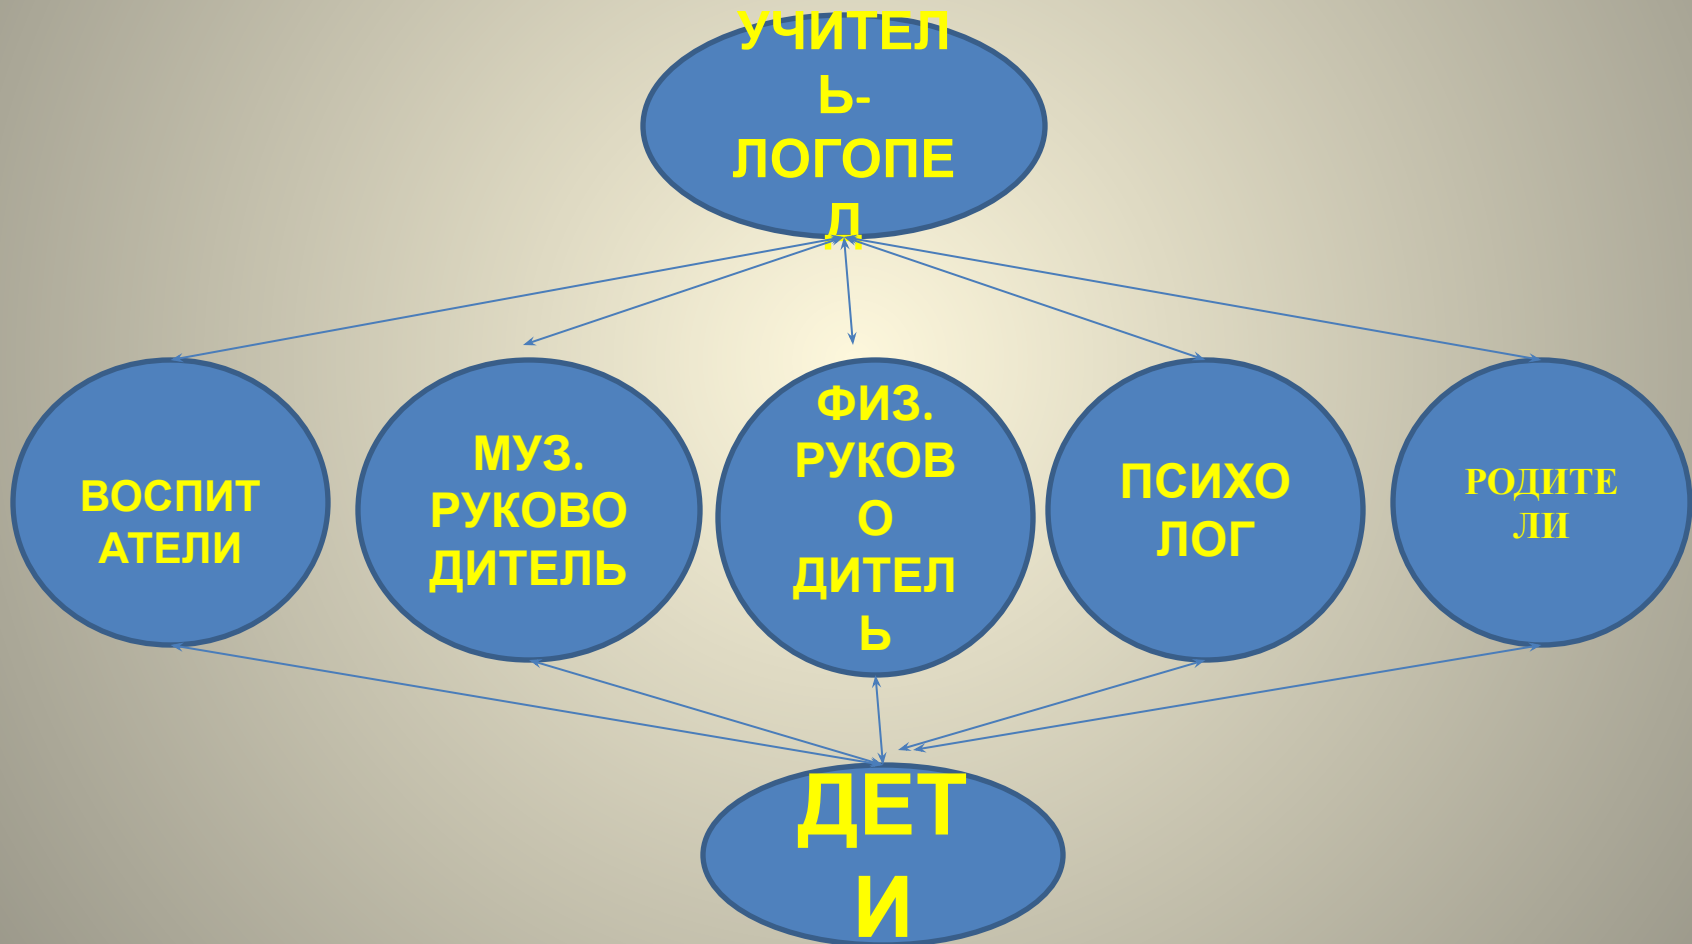 УЧИТЕЛ
Ь-
ЛОГОПЕ
Д
ВОСПИТ
АТЕЛИ
МУЗ.
РУКОВО
ДИТЕЛЬ
ФИЗ.
РУКОВ
О
ДИТЕЛ
Ь
ПСИХО
ЛОГ
РОДИТЕ
ЛИ
ДЕТ
И